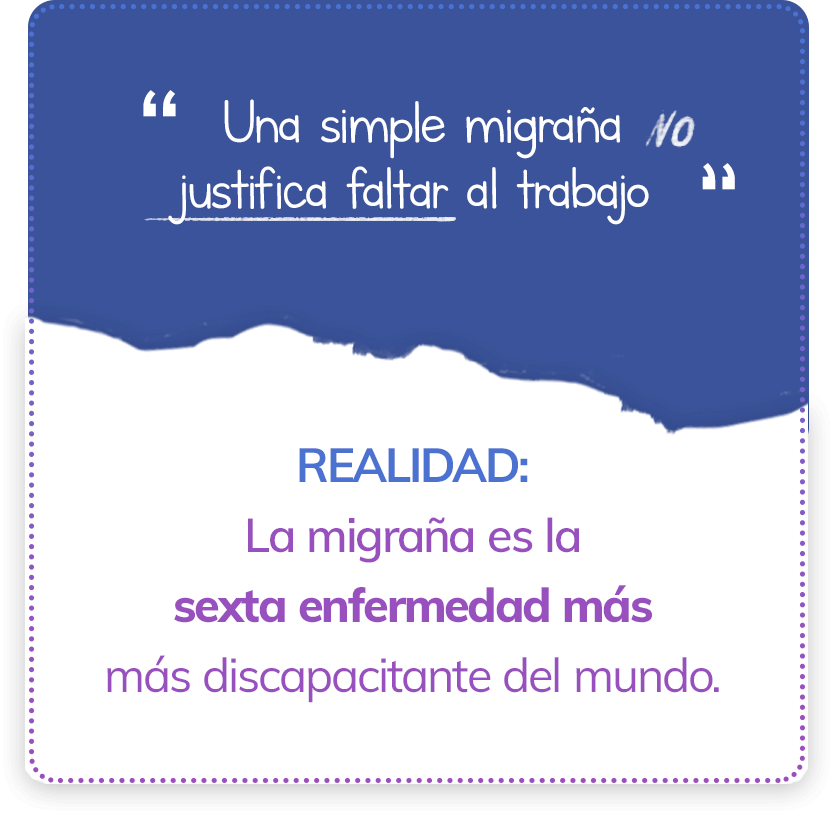 “ Una simple migraña NO
justifica faltar al trabajo ”
REALIDAD:
La migraña es la
sexta enfermedad más
más discapacitante del mundo.